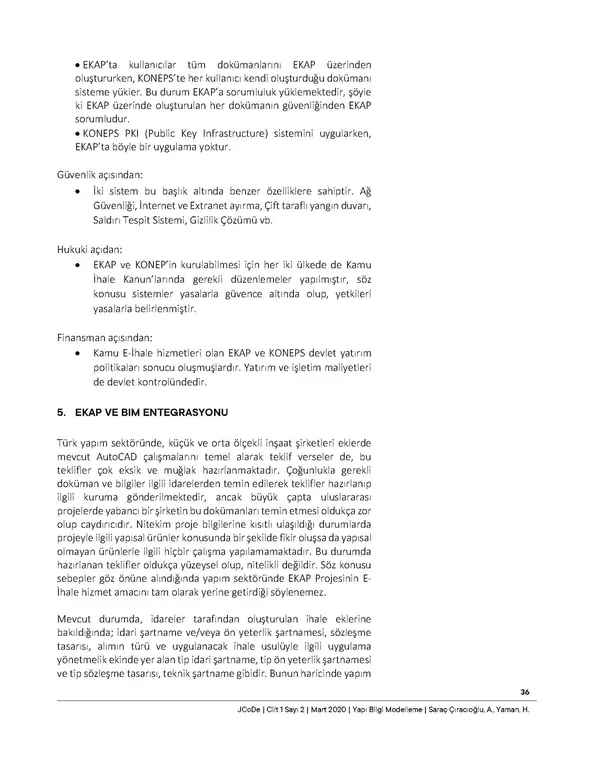 • EKAP’ta kullanıcılar tüm dokümanlarını EKAP üzerinden
oluştururken, KONEPS’te her kullanıcı kendi oluşturduğu dokümanı
sisteme yükler. Bu durum EKAP’a sorumluluk yüklemektedir, şöyle
ki EKAP üzerinde oluşturulan her dokümanın güvenliğinden EKAP
sorumludur.
• KONEPS PKI (Public Key Infrastructure) sistemini uygularken,
EKAP’ta böyle bir uygulama yoktur.
Güvenlik açısından:
• İki sistem bu başlık altında benzer özelliklere sahiptir. Ağ
Güvenliği, İnternet ve Extranet ayırma, Çift taraflı yangın duvarı,
Saldırı Tespit Sistemi, Gizlilik Çözümü vb.
Hukuki açıdan:
• EKAP ve KONEP’in kurulabilmesi için her iki ülkede de Kamu
İhale Kanun’larında gerekli düzenlemeler yapılmıştır, söz
konusu sistemler yasalarla güvence altında olup, yetkileri
yasalarla belirlenmiştir.
Finansman açısından:
• Kamu E-İhale hizmetleri olan EKAP ve KONEPS devlet yatırım
politikaları sonucu oluşmuşlardır. Yatırım ve işletim maliyetleri
de devlet kontrolündedir.
5. EKAP VE BIM ENTEGRASYONU
Türk yapım sektöründe, küçük ve orta ölçekli inşaat şirketleri eklerde
mevcut AutoCAD çalışmalarını temel alarak teklif verseler de, bu
teklifler çok eksik ve muğlak hazırlanmaktadır. Çoğunlukla gerekli
doküman ve bilgiler ilgili idarelerden temin edilerek teklifler hazırlanıp
ilgili kuruma gönderilmektedir, ancak büyük çapta uluslararası
projelerde yabancı bir şirketin bu dokümanları temin etmesi oldukça zor
olup caydırıcıdır. Nitekim proje bilgilerine kısıtlı ulaşıldığı durumlarda
projeyle ilgili yapısal ürünler konusunda bir şekilde fikir oluşsa da yapısal
olmayan ürünlerle ilgili hiçbir çalışma yapılamamaktadır. Bu durumda
hazırlanan teklifler oldukça yüzeysel olup, nitelikli değildir. Söz konusu
sebepler göz önüne alındığında yapım sektöründe EKAP Projesinin E-
İhale hizmet amacını tam olarak yerine getirdiği söylenemez.
Mevcut durumda, idareler tarafından oluşturulan ihale eklerine
bakıldığında; idari şartname ve/veya ön yeterlik şartnamesi, sözleşme
tasarısı, alımın türü ve uygulanacak ihale usulüyle ilgili uygulama
yönetmelik ekinde yer alan tip idari şartname, tip ön yeterlik şartnamesi
ve tip sözleşme tasarısı, teknik şartname gibidir. Bunun haricinde yapım
36
JCoDe | Cilt 1 Sayı 2 | Mart 2020 | Yapı Bilgi Modelleme | Saraç Çıracıoğlu, A., Yaman, H.